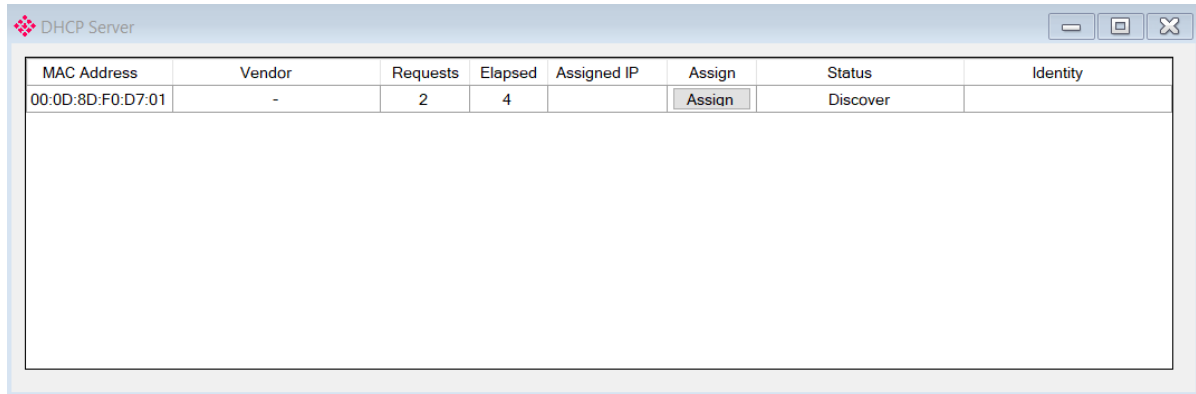 DHCP Server
MAC Address Vendor Requests Elapsed Assigned IP Assign Status Identity
00:0D:8D:F0:D7:01 - 2 4 Assign Discover